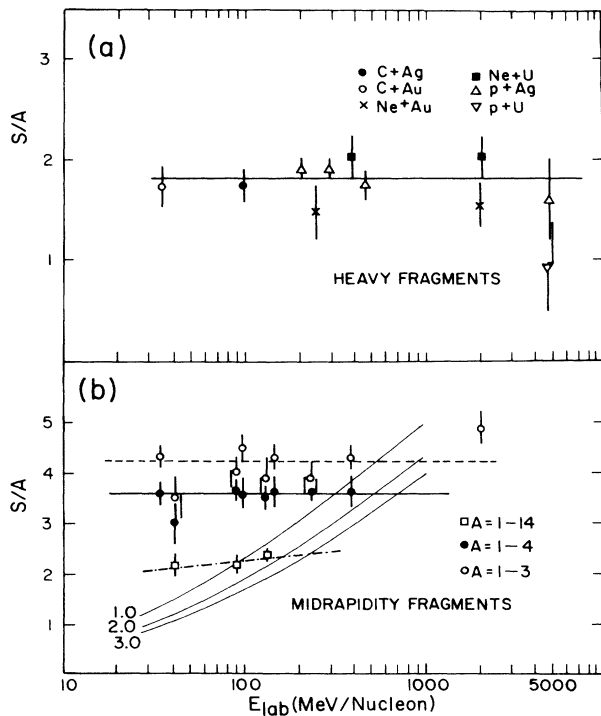 (a)
3
2
1
S/A
● C+Ag
○ C+Au
× Ne+Au
■ Ne+U
△ p+Ag
▽ p+U
HEAVY FRAGMENTS
(b)
5
4
3
2
1
S/A
□ A=1-14
● A=1-4
○ A=1-3
1.0
2.0
3.0
MIDRAPIDITY FRAGMENTS
10 100 1000 5000
E_lab (MeV/Nucleon)